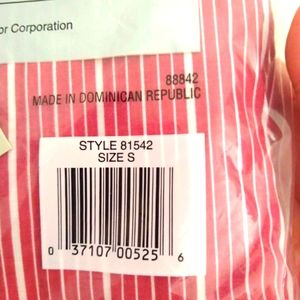 or Corporation
88842
MADE IN DOMINICAN REPUBLIC
STYLE 81542
SIZE S
0 37107 00525 6